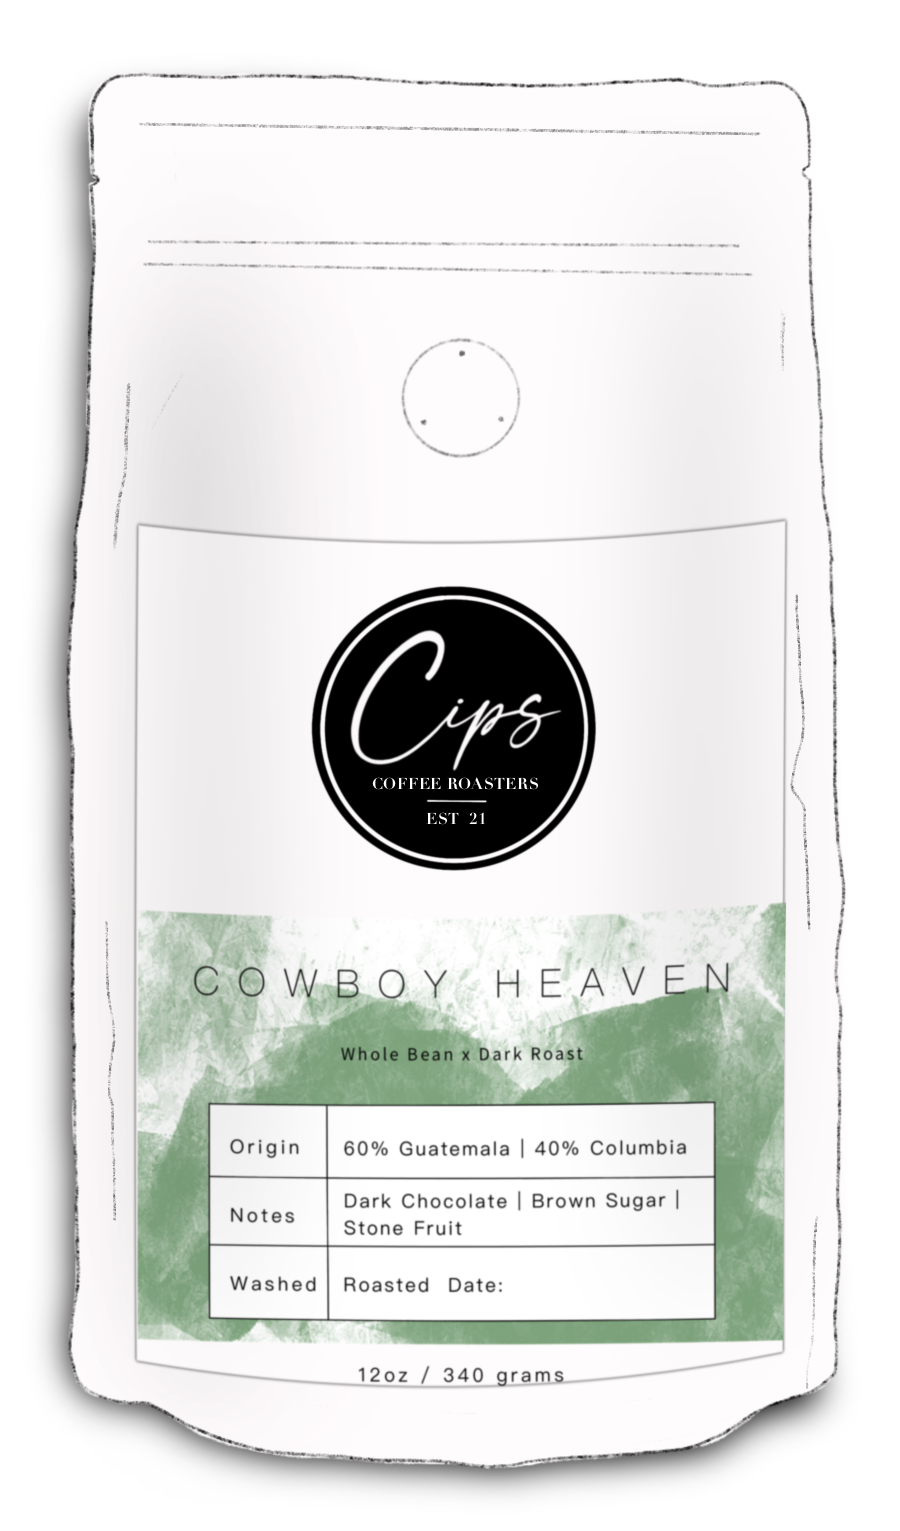 Cips
COFFEE ROASTERS
EST 21
COWBOY HEAVEN
Whole Bean x Dark Roast
Origin 60% Guatemala | 40% Columbia
Notes Dark Chocolate | Brown Sugar |
Stone Fruit
Washed Roasted Date:
12oz / 340 grams